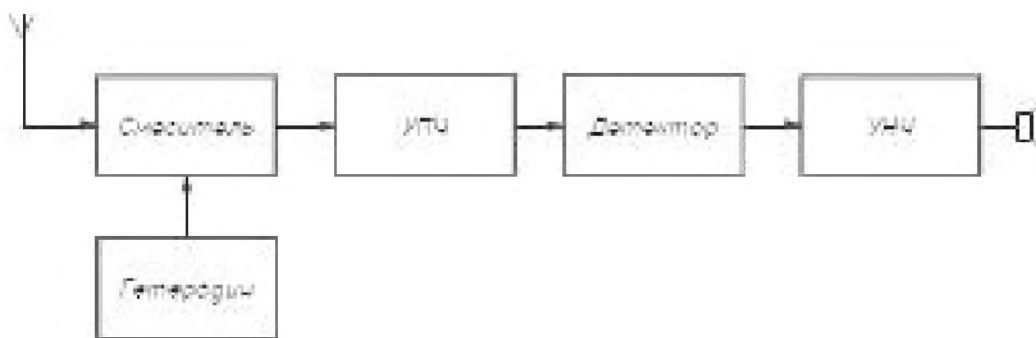 Смеситель
УПЧ
Детектор
УНЧ
Гетеродин